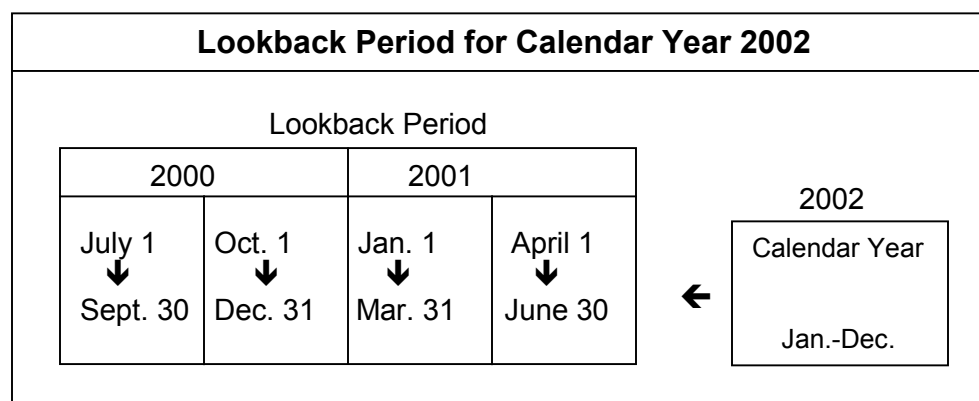 Lookback Period for Calendar Year 2002
Lookback Period
2000 2001
July 1 Oct. 1 Jan. 1 April 1
Sept. 30 Dec. 31 Mar. 31 June 30
2002
Calendar Year
Jan.-Dec.